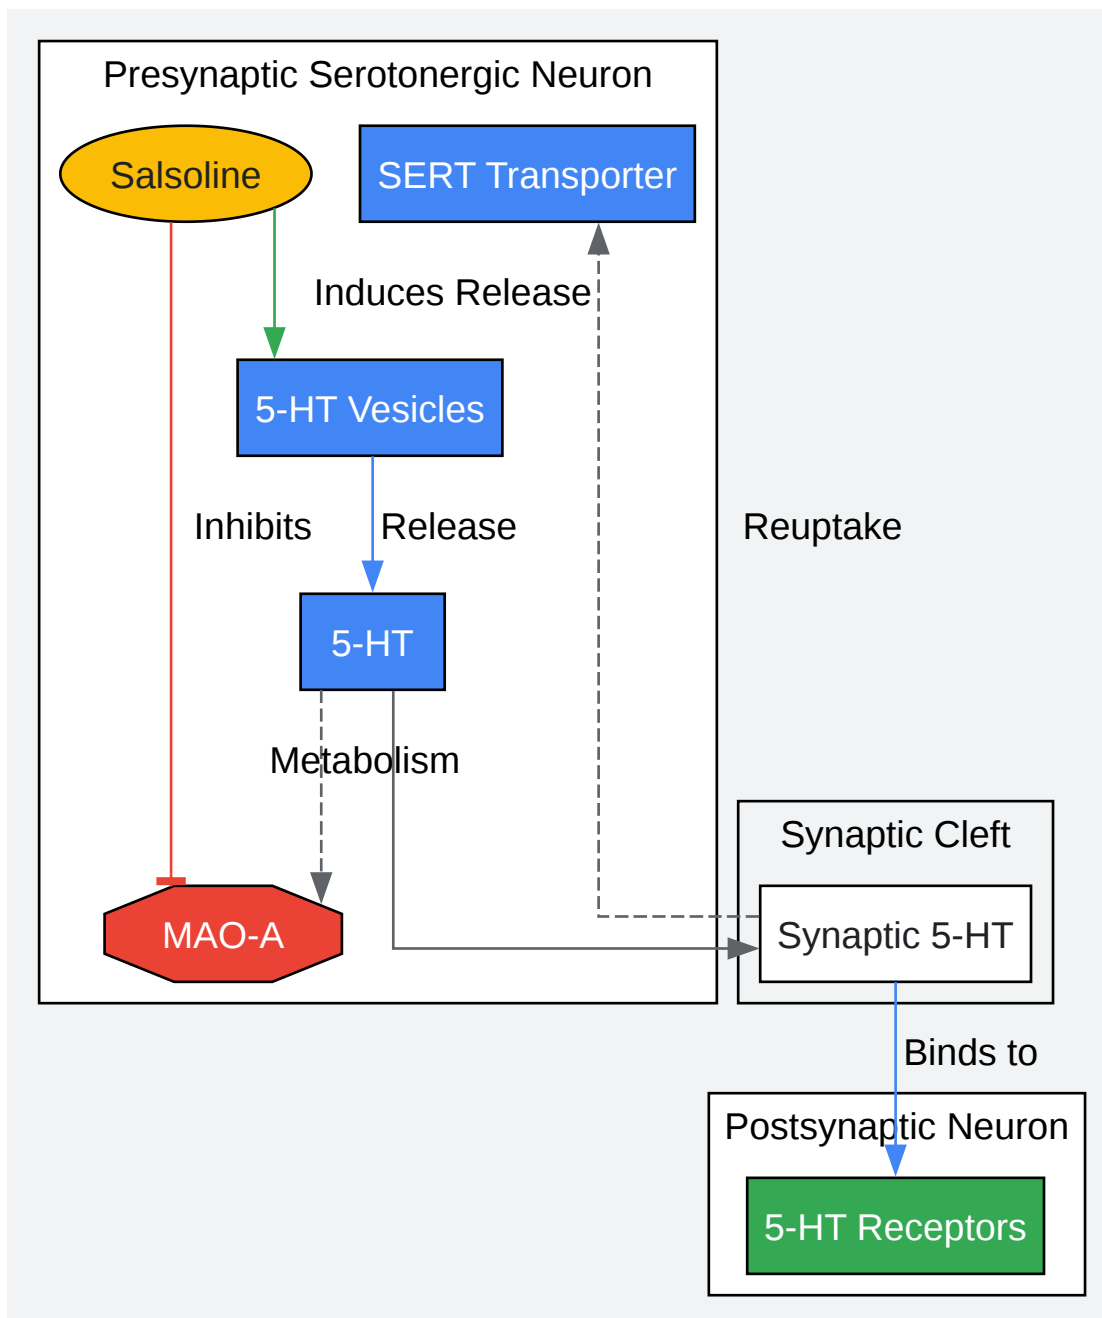 Presynaptic Serotonergic Neuron
Salsoline
SERT Transporter
Induces Release
5-HT Vesicles
Inhibits
Release
Reuptake
5-HT
Metabolism
Synaptic Cleft
MAO-A
Synaptic 5-HT
Binds to
Postsynaptic Neuron
5-HT Receptors